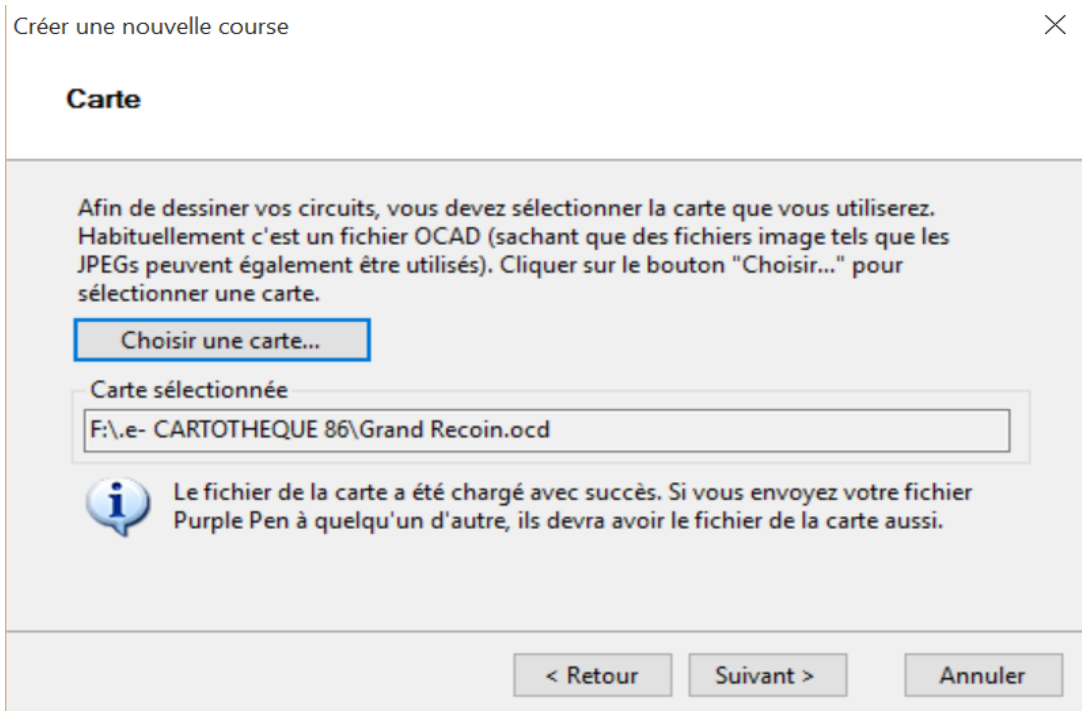 Créer une nouvelle course
Carte
Afin de dessiner vos circuits, vous devez sélectionner la carte que vous utiliserez.
Habituellement c'est un fichier OCAD (sachant que des fichiers image tels que les
JPEGs peuvent également être utilisés). Cliquer sur le bouton "Choisir..." pour
sélectionner une carte.
Choisir une carte...
Carte sélectionnée
F:\.e- CARTOTHEQUE 86\Grand Recoin.ocd
Le fichier de la carte a été chargé avec succès. Si vous envoyez votre fichier
Purple Pen à quelqu'un d'autre, ils devra avoir le fichier de la carte aussi.
< Retour
Suivant >
Annuler